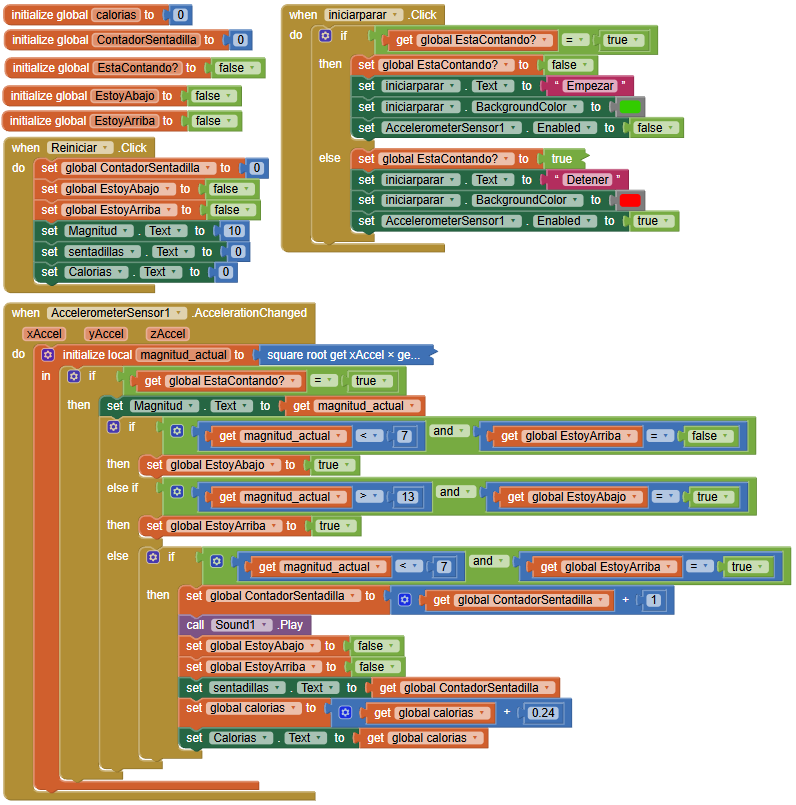 initialize global calorias to 0
initialize global ContadorSentadilla to 0
initialize global EstaContando? to false
initialize global EstoyAbajo to false
initialize global EstoyArriba to false
when Reiniciar .Click
do set global ContadorSentadilla to 0
set global EstoyAbajo to false
set global EstoyArriba to false
set Magnitud . Text to 10
set sentadillas . Text to 0
set Calorias . Text to 0
when iniciarparar .Click
do if get global EstaContando? = true
then set global EstaContando? to false
set iniciarparar . Text to “ Empezar ”
set iniciarparar . BackgroundColor to
set AccelerometerSensor1 . Enabled to false
else set global EstaContando? to true
set iniciarparar . Text to “ Detener ”
set iniciarparar . BackgroundColor to
set AccelerometerSensor1 . Enabled to true
when AccelerometerSensor1 .AccelerationChanged
xAccel yAccel zAccel
do initialize local magnitud_actual to square root get xAccel × ge...
in if get global EstaContando? = true
then set Magnitud . Text to get magnitud_actual
if get magnitud_actual < 7 and get global EstoyArriba = false
then set global EstoyAbajo to true
else if get magnitud_actual > 13 and get global EstoyAbajo = true
then set global EstoyArriba to true
else if get magnitud_actual < 7 and get global EstoyArriba = true
then set global ContadorSentadilla to get global ContadorSentadilla + 1
call Sound1 .Play
set global EstoyAbajo to false
set global EstoyArriba to false
set sentadillas . Text to get global ContadorSentadilla
set global calorias to get global calorias + 0.24
set Calorias . Text to get global calorias